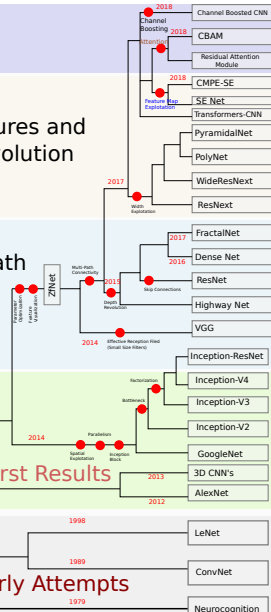 2018
Channel Boosted CNN
Channel
Boosting
2018
CBAM
Attention
Residual Attention
Module
2018
CMPE-SE
Feature Map
Exploitation
SE Net
Transformers-CNN
ures and
volution
PyramidalNet
PolyNet
WideResNext
2017
Width
Explotation
ResNext
FractalNet
2017
Dense Net
2016
ath
Multi-Path
Connectivity
ResNet
2015
Skip Connections
ZfNet
Depth
Revolution
Highway Net
Parameter
Optimization
Feature
Visualization
VGG
2014
Effective Reception Filed
(Small Size Filters)
Inception-ResNet
Factorization
Inception-V4
Bottleneck
Inception-V3
Inception-V2
2014
Parallelism
GoogleNet
Spatial
Explotation
Inception
Block
rst Results
3D CNN's
2013
AlexNet
2012
1998
LeNet
1989
ConvNet
rly Attempts
1979
Neurocognition